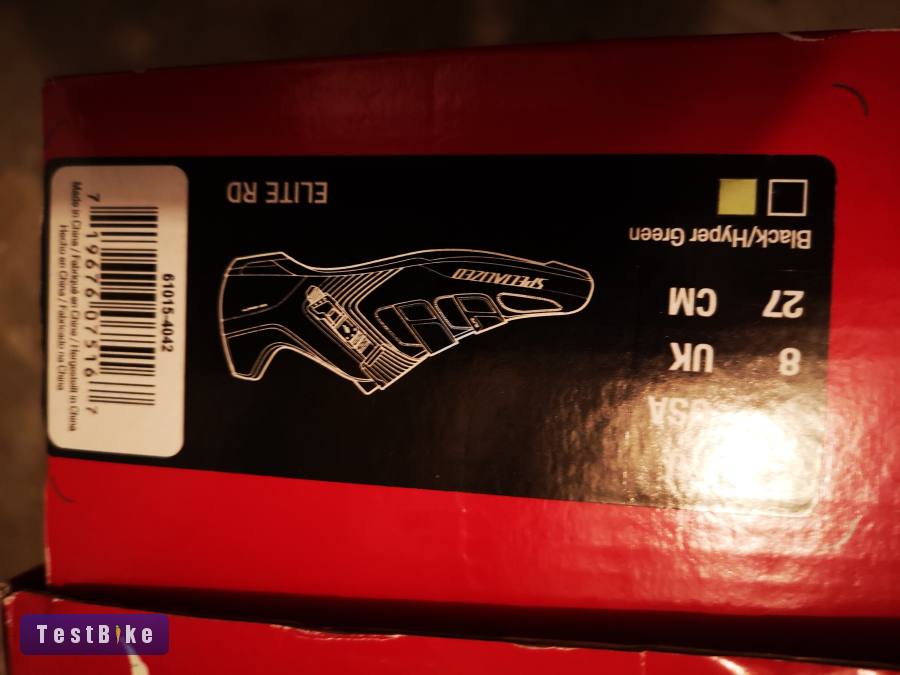 8 UK
27 CM
Black/Hyper Green
SPECIALIZED
ELITE RD
61015-4042
7 19676 07516 7
Made in China / Fabriqué en Chine / Hergestellt in China
Hecho en China / Fabricado na China
TestBike